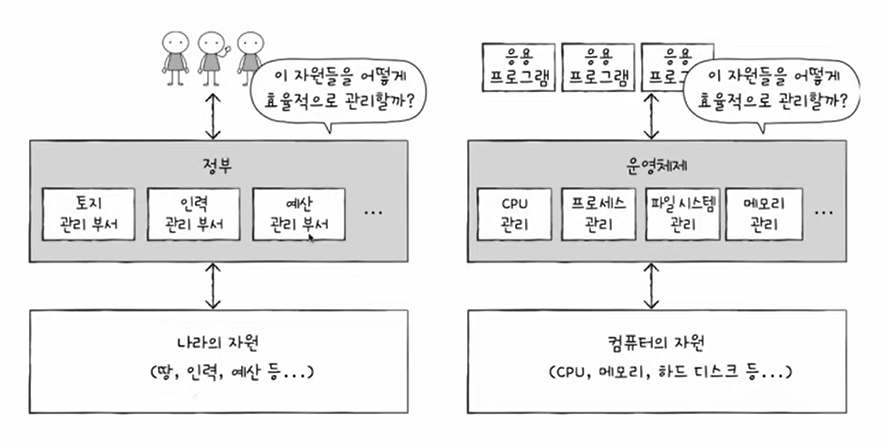 이 자원들을 어떻게
효율적으로 관리할까?
정부
토지
관리 부서
인력
관리 부서
예산
관리 부서
...
나라의 자원
(땅, 인력, 예산 등...)
응용
프로그램
응용
프로그램
응용
프로그
이 자원들을 어떻게
효율적으로 관리할까?
운영체제
CPU
관리
프로세스
관리
파일 시스템
관리
메모리
관리
...
컴퓨터의 자원
(CPU, 메모리, 하드 디스크 등...)